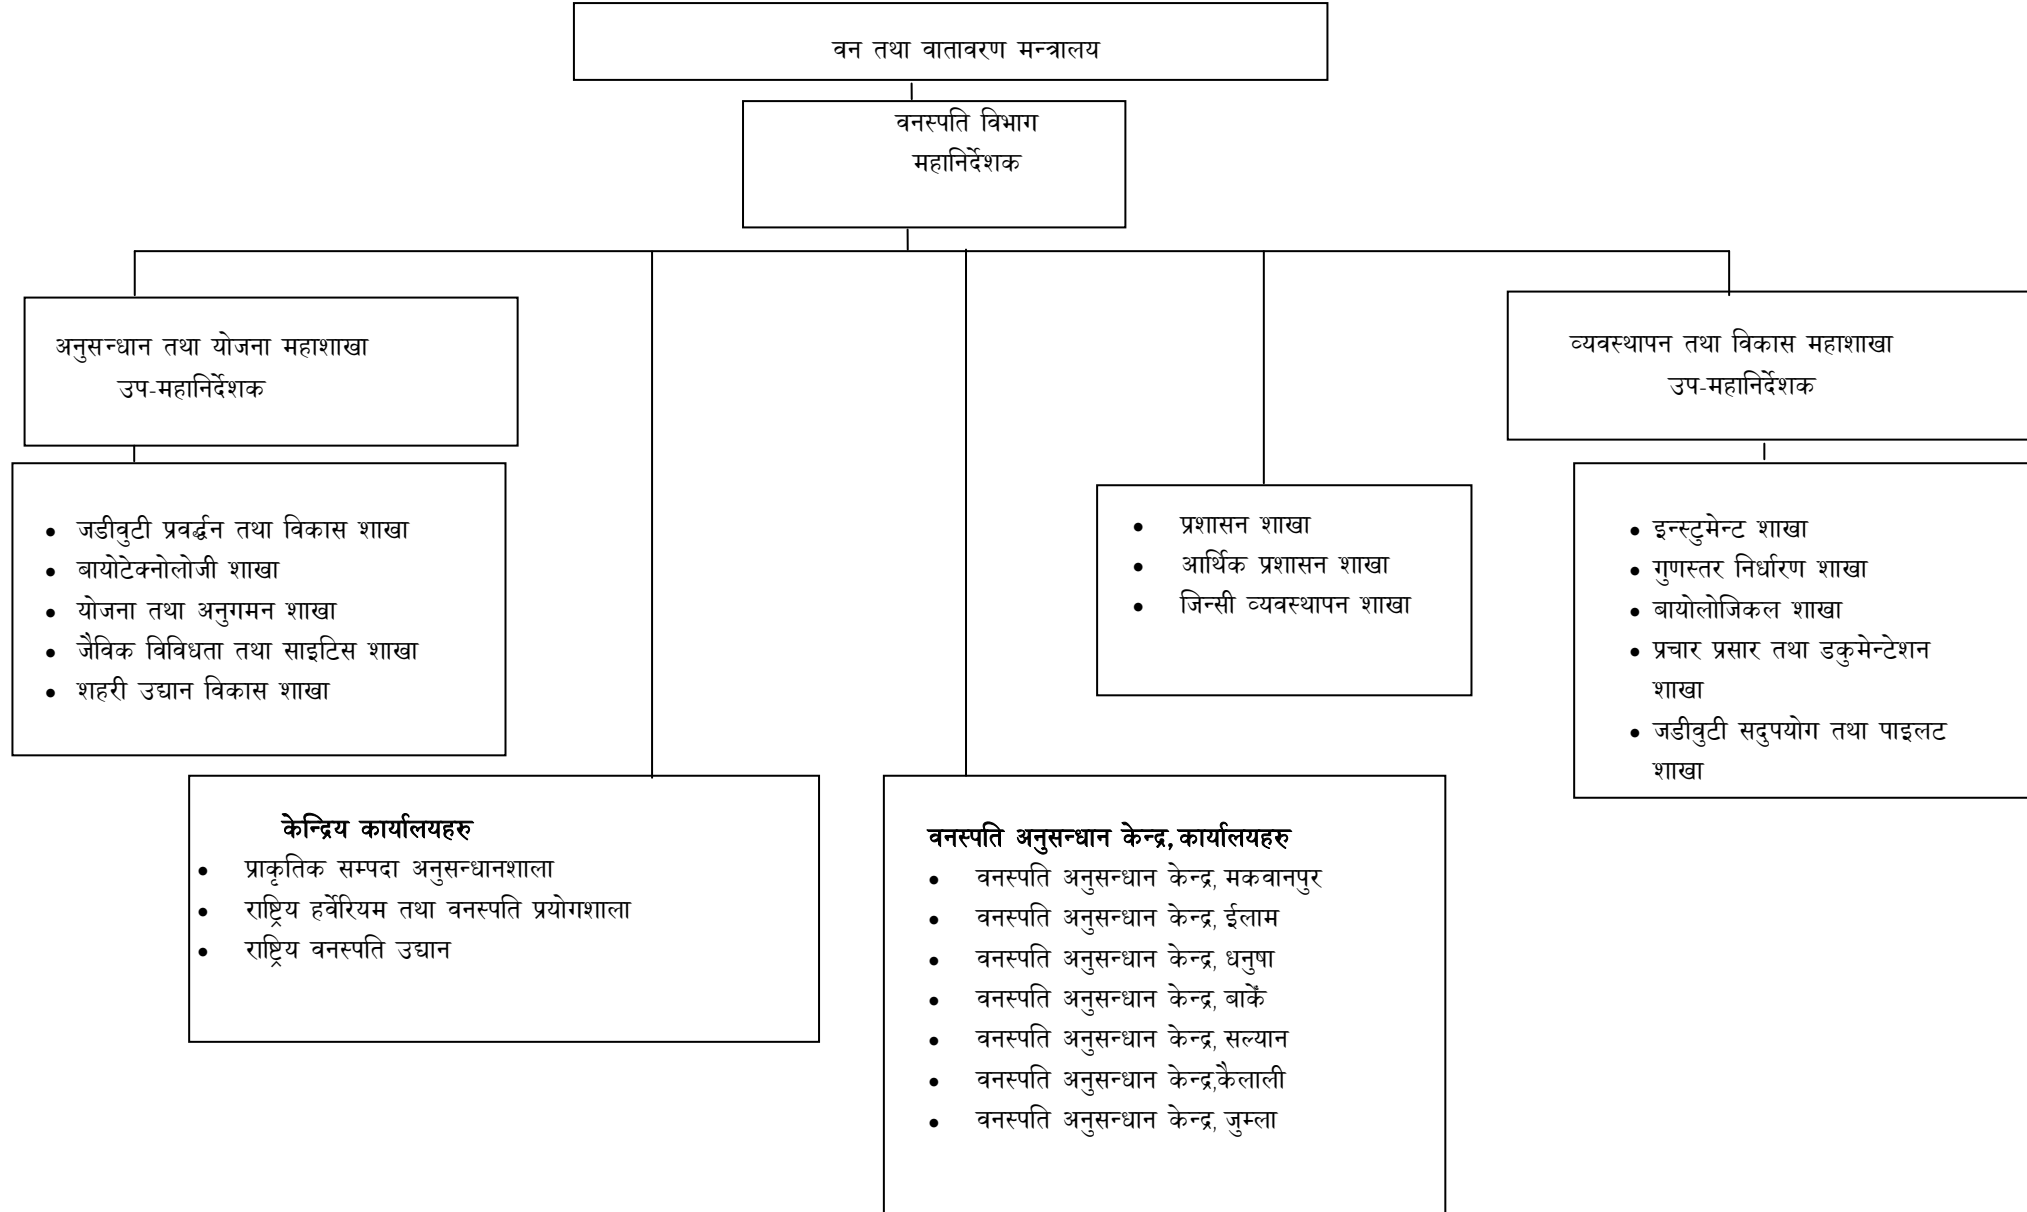 वन तथा वातावरण मन्त्रालय
वनस्पति विभाग
महानिर्देशक
अनुसन्धान तथा योजना महाशाखा
उप-महानिर्देशक
व्यवस्थापन तथा विकास महाशाखा
उप-महानिर्देशक
• जडीवुटी प्रवर्द्धन तथा विकास शाखा
• बायोटेक्नोलोजी शाखा
• योजना तथा अनुगमन शाखा
• जैविक विविधता तथा साइटिस शाखा
• शहरी उद्यान विकास शाखा
• प्रशासन शाखा
• आर्थिक प्रशासन शाखा
• जिन्सी व्यवस्थापन शाखा
• इन्स्टुमेन्ट शाखा
• गुणस्तर निर्धारण शाखा
• बायोलोजिकल शाखा
• प्रचार प्रसार तथा डकुमेन्टेशन
शाखा
• जडीवुटी सदुपयोग तथा पाइलट
शाखा
केन्द्रिय कार्यालयहरु
• प्राकृतिक सम्पदा अनुसन्धानशाला
• राष्ट्रिय हर्वेरियम तथा वनस्पति प्रयोगशाला
• राष्ट्रिय वनस्पति उद्यान
वनस्पति अनुसन्धान केन्द्र, कार्यालयहरु
• वनस्पति अनुसन्धान केन्द्र, मकवानपुर
• वनस्पति अनुसन्धान केन्द्र, ईलाम
• वनस्पति अनुसन्धान केन्द्र, धनुषा
• वनस्पति अनुसन्धान केन्द्र, बार्कें
• वनस्पति अनुसन्धान केन्द्र, सल्यान
• वनस्पति अनुसन्धान केन्द्र,कैलाली
• वनस्पति अनुसन्धान केन्द्र, जुम्ला